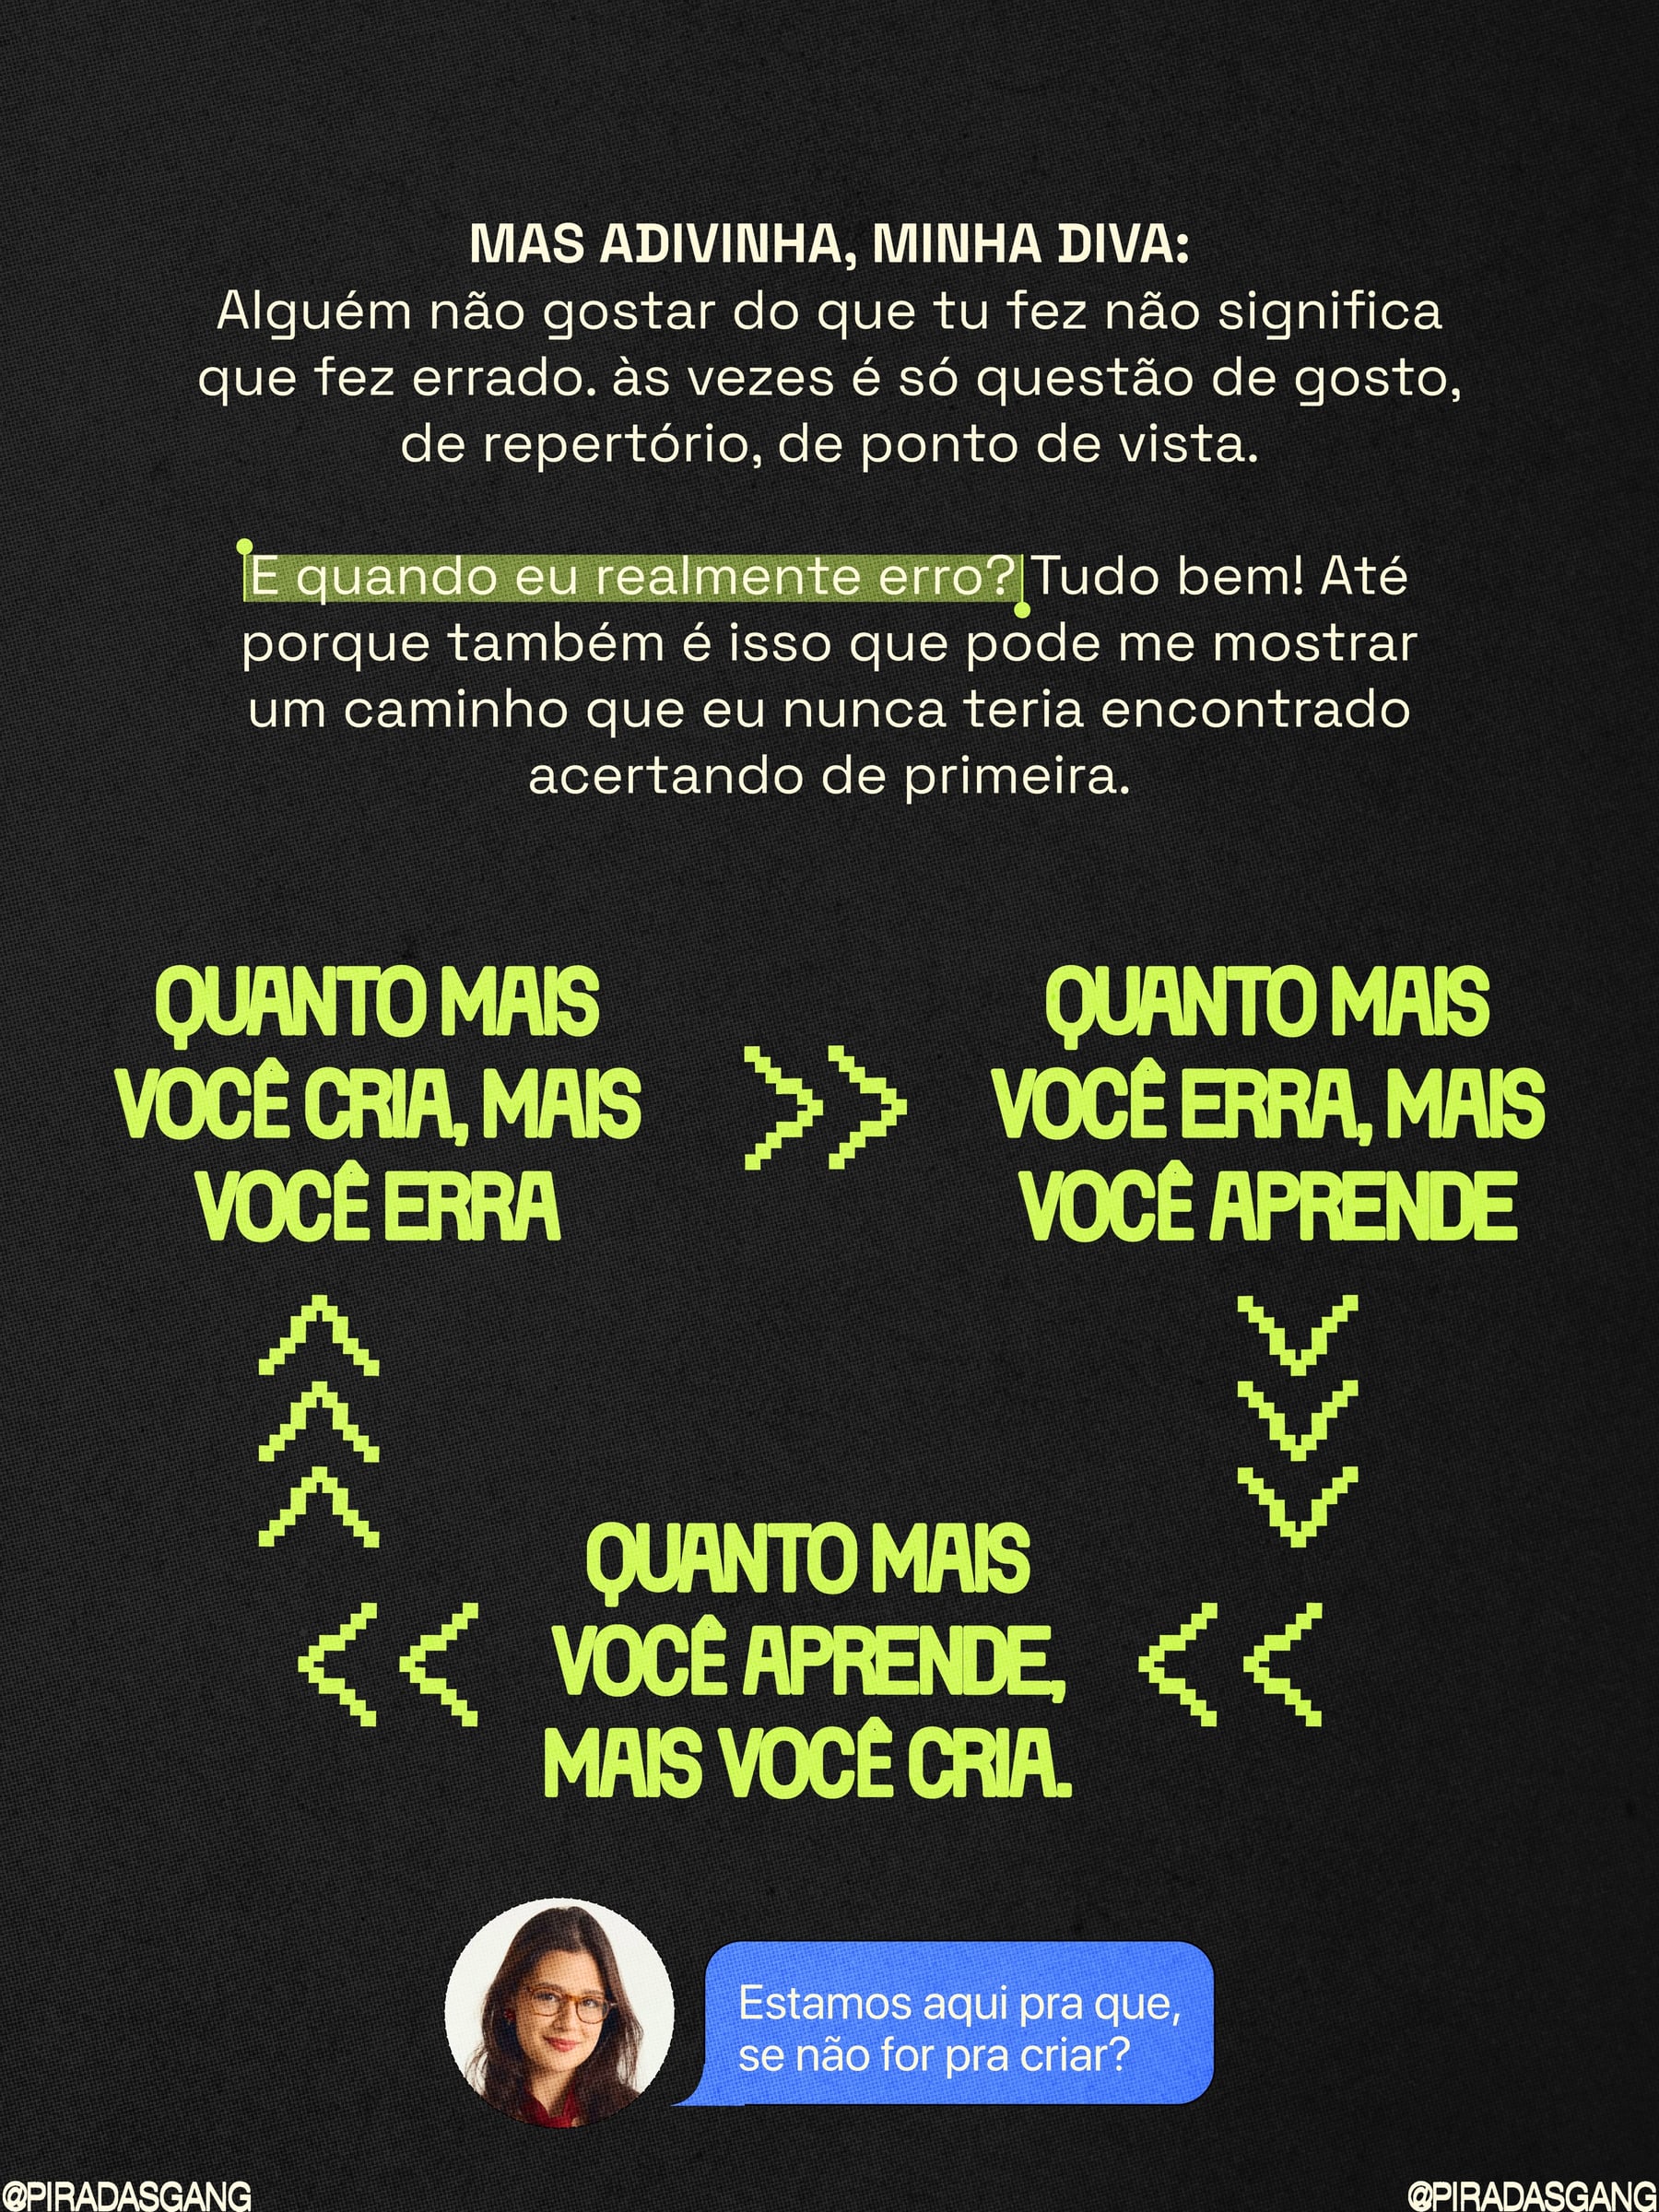 MAS ADIVINHA, MINHA DIVA:
Alguém não gostar do que tu fez não significa
que fez errado. às vezes é só questão de gosto,
de repertório, de ponto de vista.
E quando eu realmente erro? Tudo bem! Até
porque também é isso que pode me mostrar
um caminho que eu nunca teria encontrado
acertando de primeira.
QUANTO MAIS
VOCÊ CRIA, MAIS
VOCÊ ERRA
QUANTO MAIS
VOCÊ ERRA, MAIS
VOCÊ APRENDE
QUANTO MAIS
VOCÊ APRENDE,
MAIS VOCÊ CRIA.
Estamos aqui pra que,
se não for pra criar?
@PIRADASGANG
@PIRADASGANG